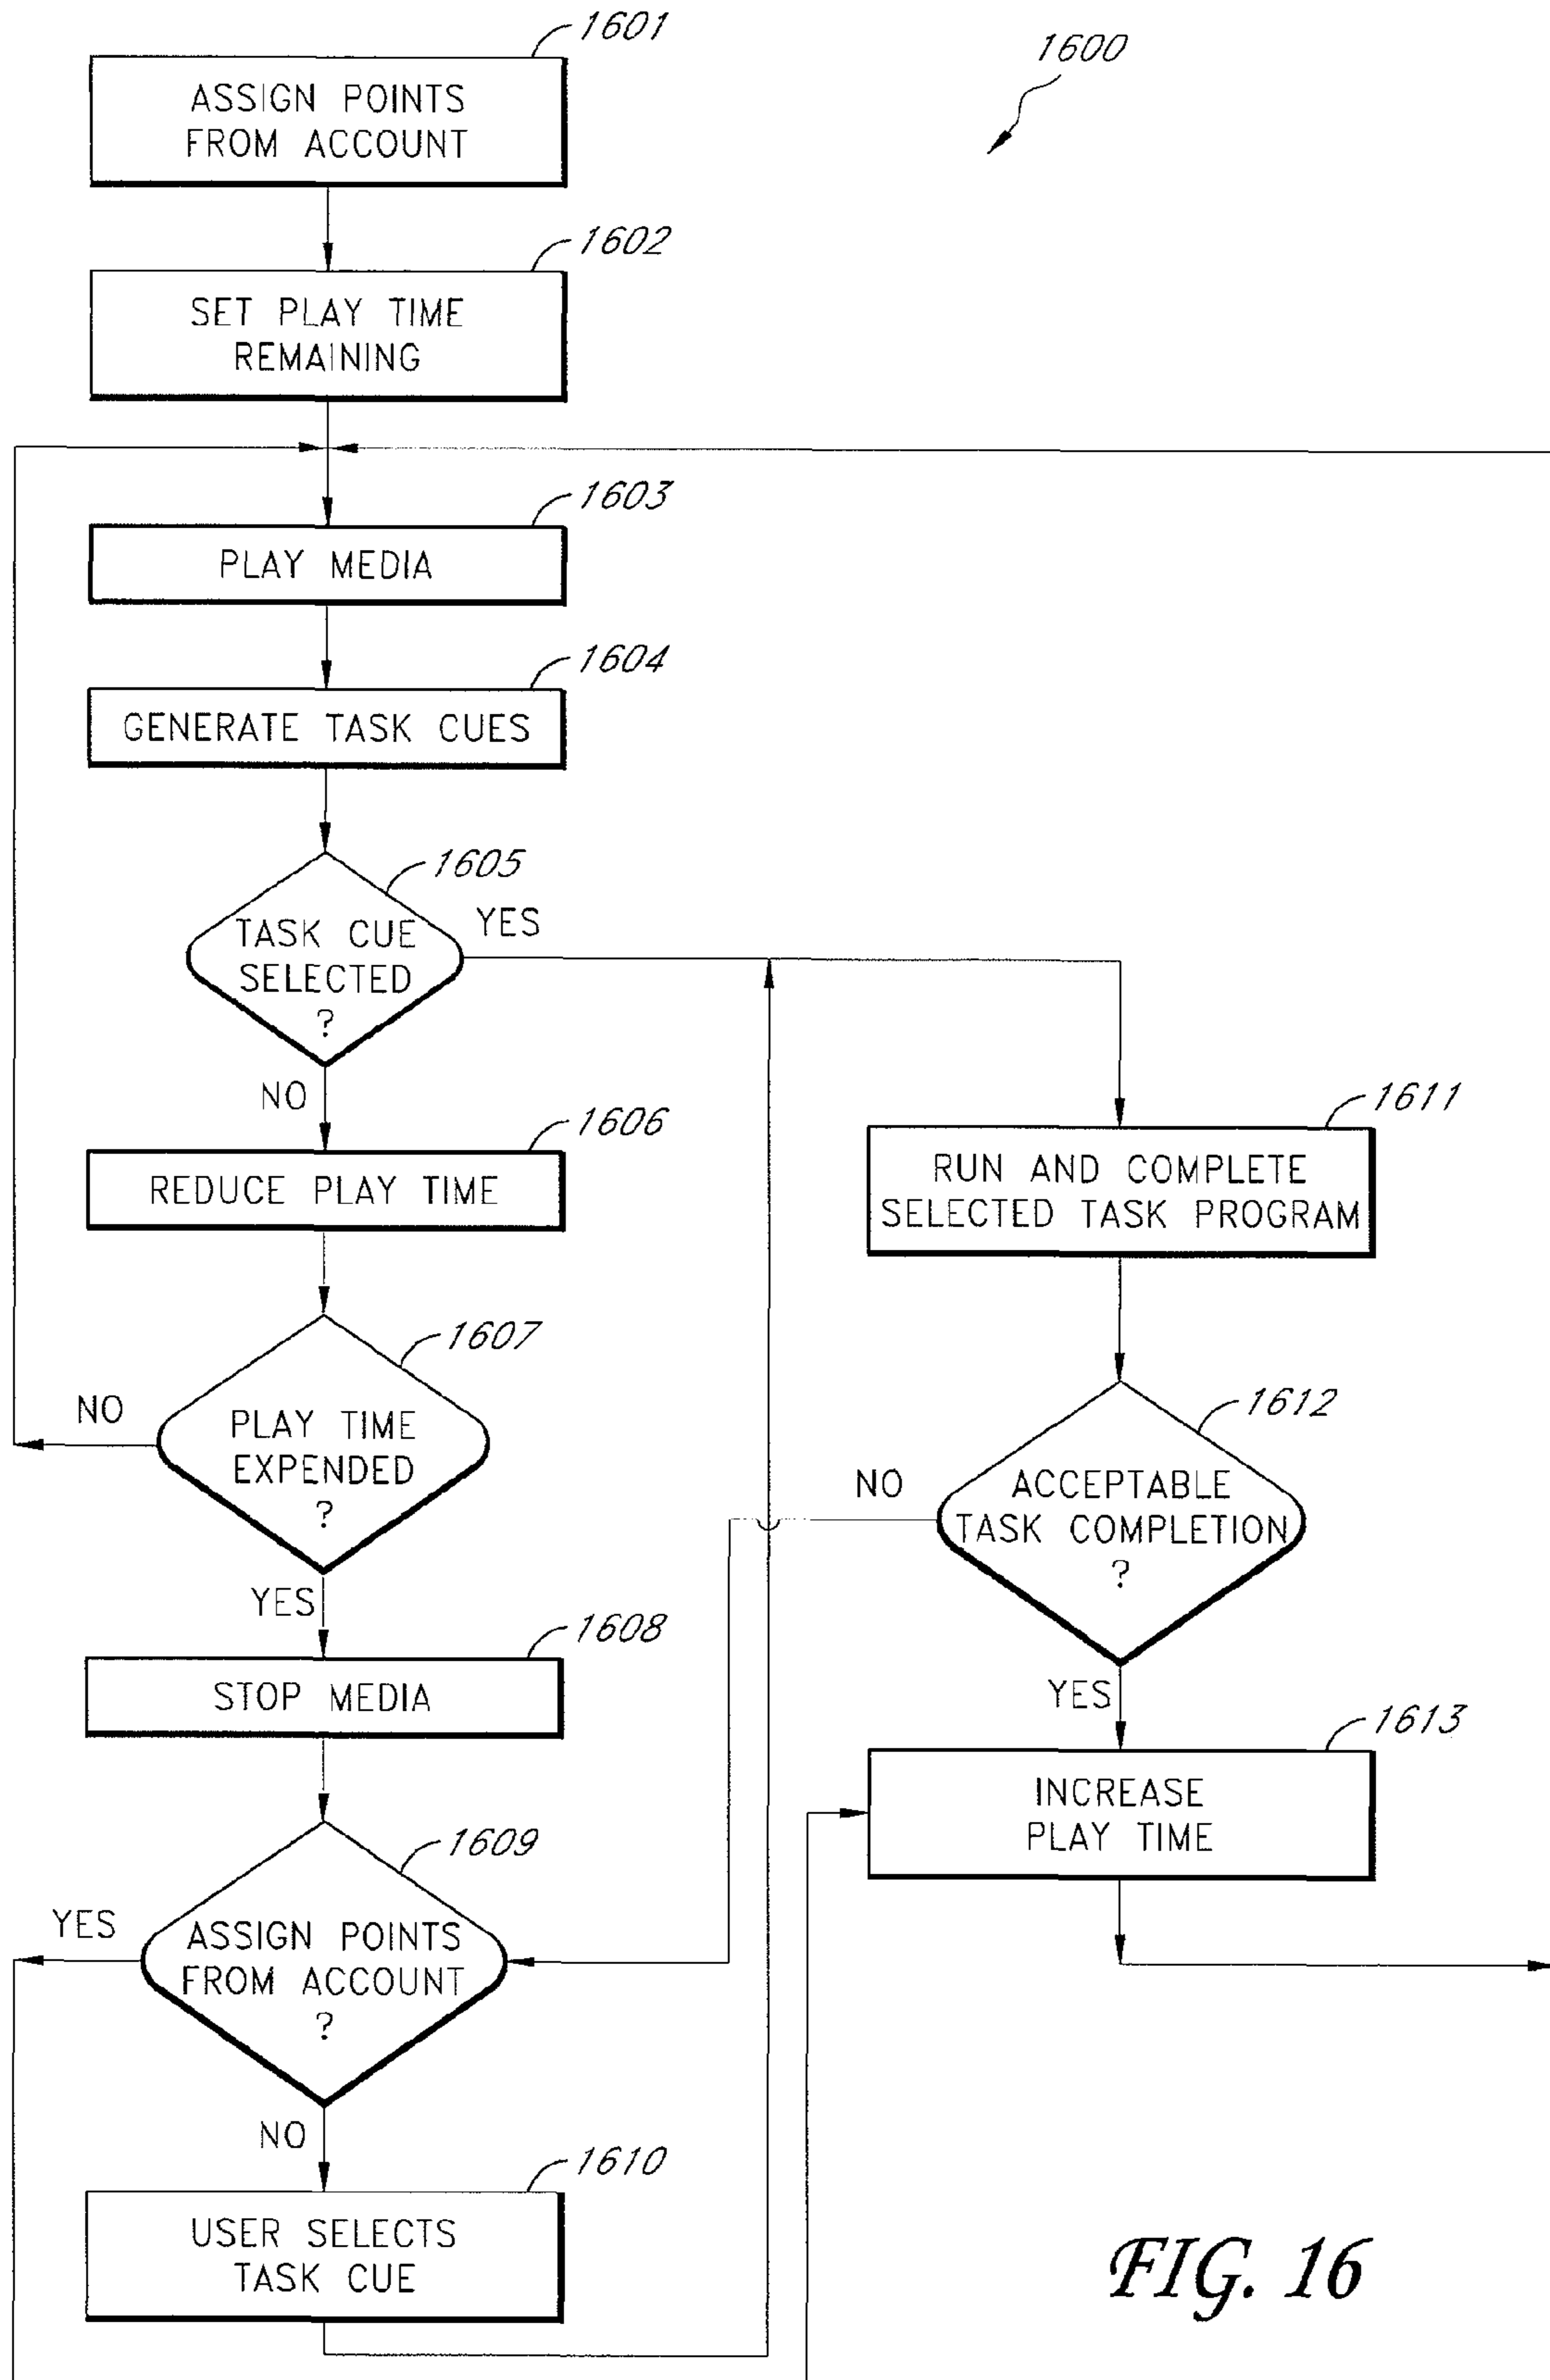 1601
1600
ASSIGN POINTS
FROM ACCOUNT
1602
SET PLAY TIME
REMAINING
1603
PLAY MEDIA
1604
GENERATE TASK CUES
1605
TASK CUE
SELECTED
?
YES
NO
1606
REDUCE PLAY TIME
1607
PLAY TIME
EXPENDED
?
NO
YES
1608
STOP MEDIA
1609
ASSIGN POINTS
FROM ACCOUNT
?
YES
NO
1610
USER SELECTS
TASK CUE
1611
RUN AND COMPLETE
SELECTED TASK PROGRAM
1612
ACCEPTABLE
TASK COMPLETION
?
NO
YES
1613
INCREASE
PLAY TIME
FIG. 16